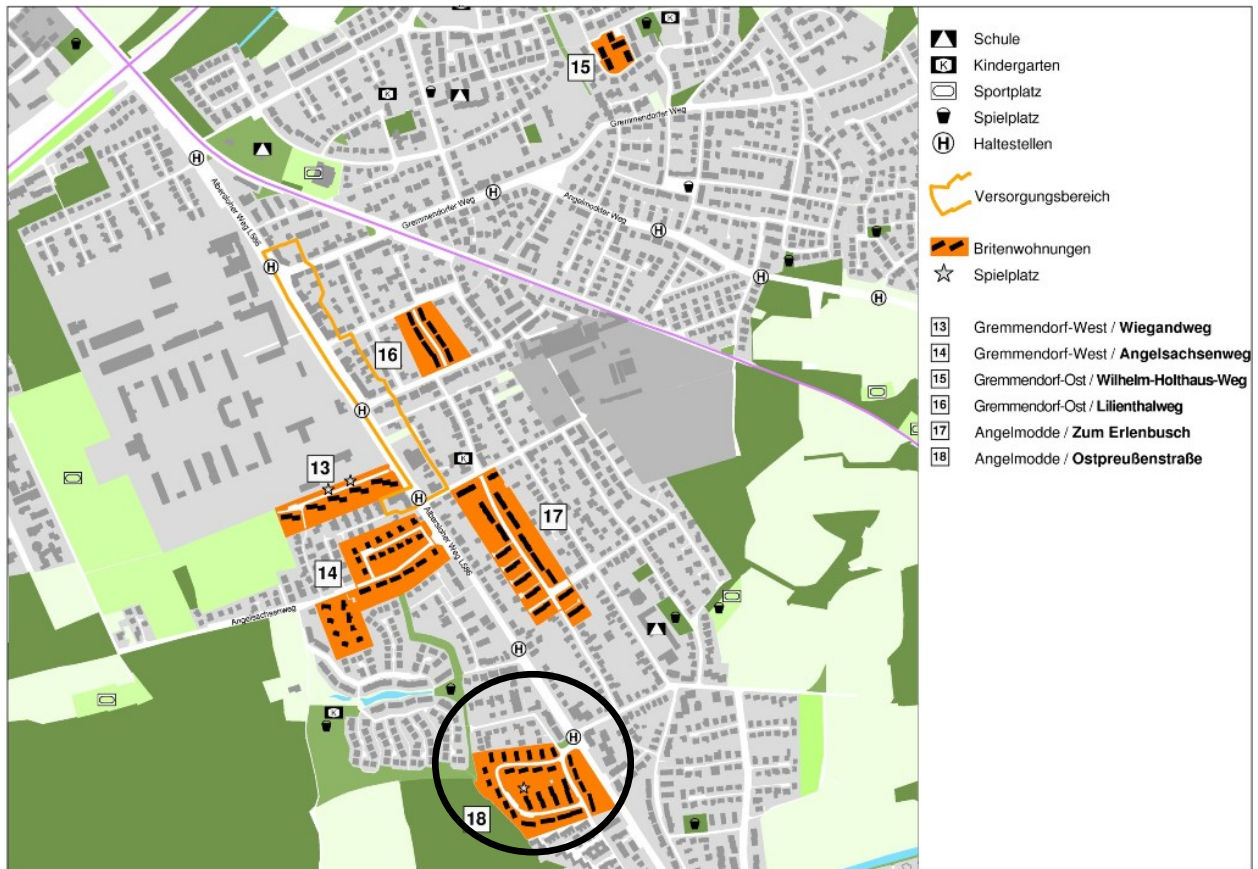 15
K
K
H
Gremmendorfer Weg
H
Gremmendorfer Weg
Angelmodder Weg
H
Albersloher Weg L586
H
H
H
16
H
K
13
H
Albersloher Weg L586
17
14
Angelsachsenweg
H
K
H
18
Schule
K Kindergarten
Sportplatz
Spielplatz
H Haltestellen
Versorgungsbereich
Britenwohnungen
Spielplatz
13 Gremmendorf-West / Wiegandweg
14 Gremmendorf-West / Angelsachsenweg
15 Gremmendorf-Ost / Wilhelm-Holthaus-Weg
16 Gremmendorf-Ost / Lilienthalweg
17 Angelmodde / Zum Erlenbusch
18 Angelmodde / Ostpreußenstraße